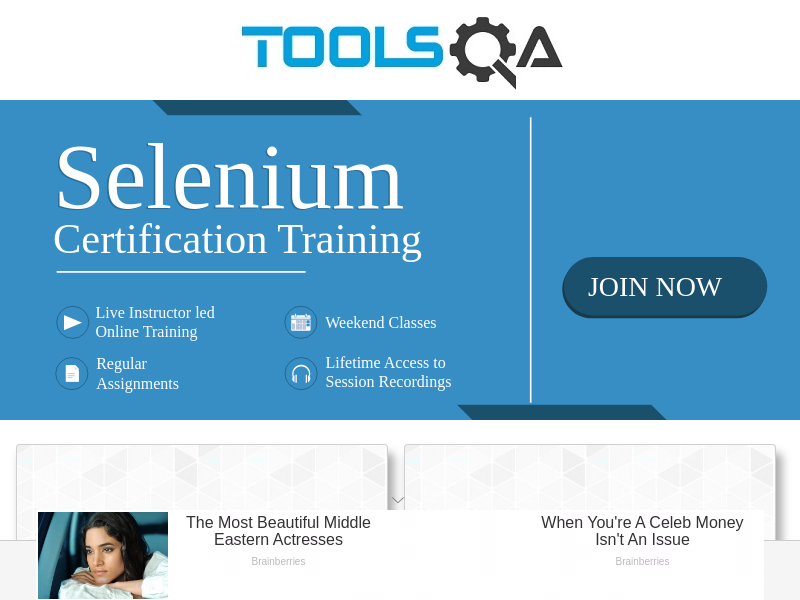 TOOLSQA
Selenium
Certification Training
JOIN NOW
Live Instructor led
Online Training
Weekend Classes
Regular
Assignments
Lifetime Access to
Session Recordings
The Most Beautiful Middle
Eastern Actresses
Brainberries
When You're A Celeb Money
Isn't An Issue
Brainberries